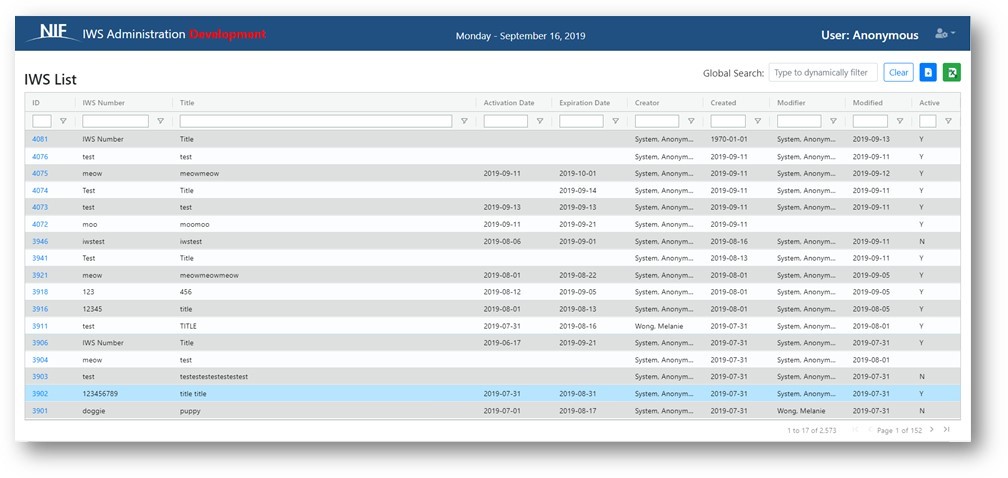 NIF IWS Administration Development Monday - September 16, 2019 User: Anonymous
IWS List Global Search: Type to dynamically filter Clear
ID IWS Number Title Activation Date Expiration Date Creator Created Modifier Modified Active
4081 IWS Number Title System, Anonym... 1970-01-01 System, Anonym... 2019-09-13 Y
4076 test test System, Anonym... 2019-09-11 System, Anonym... 2019-09-11 Y
4075 meow meowmeow 2019-09-11 2019-10-01 System, Anonym... 2019-09-11 System, Anonym... 2019-09-12 Y
4074 Test Title 2019-09-14 System, Anonym... 2019-09-11 System, Anonym... 2019-09-11 Y
4073 test test 2019-09-13 2019-09-13 System, Anonym... 2019-09-11 System, Anonym... 2019-09-11 Y
4072 moo moomoo 2019-09-11 2019-09-21 System, Anonym... 2019-09-11 Y
3946 iwstest iwstest 2019-08-06 2019-09-01 System, Anonym... 2019-08-16 System, Anonym... 2019-09-11 N
3941 Test Title System, Anonym... 2019-08-13 System, Anonym... 2019-09-11 Y
3921 meow meowmeowmeow 2019-08-01 2019-08-22 System, Anonym... 2019-08-01 System, Anonym... 2019-09-05 Y
3918 123 456 2019-08-12 2019-09-05 System, Anonym... 2019-08-01 System, Anonym... 2019-09-05 Y
3916 12345 title 2019-08-01 2019-08-13 System, Anonym... 2019-08-01 System, Anonym... 2019-08-05 Y
3911 test TITLE 2019-07-31 2019-08-16 Wong, Melanie 2019-07-31 System, Anonym... 2019-08-01 Y
3906 IWS Number Title 2019-06-17 2019-09-21 System, Anonym... 2019-07-31 System, Anonym... 2019-07-31 Y
3904 meow test System, Anonym... 2019-07-31 System, Anonym... 2019-08-01
3903 test testestestestestestest System, Anonym... 2019-07-31 System, Anonym... 2019-07-31 N
3902 123456789 title title 2019-07-31 2019-08-31 System, Anonym... 2019-07-31 System, Anonym... 2019-07-31 Y
3901 doggie puppy 2019-07-01 2019-08-17 System, Anonym... 2019-07-31 Wong, Melanie 2019-07-31 N
1 to 17 of 2,573 Page 1 of 152